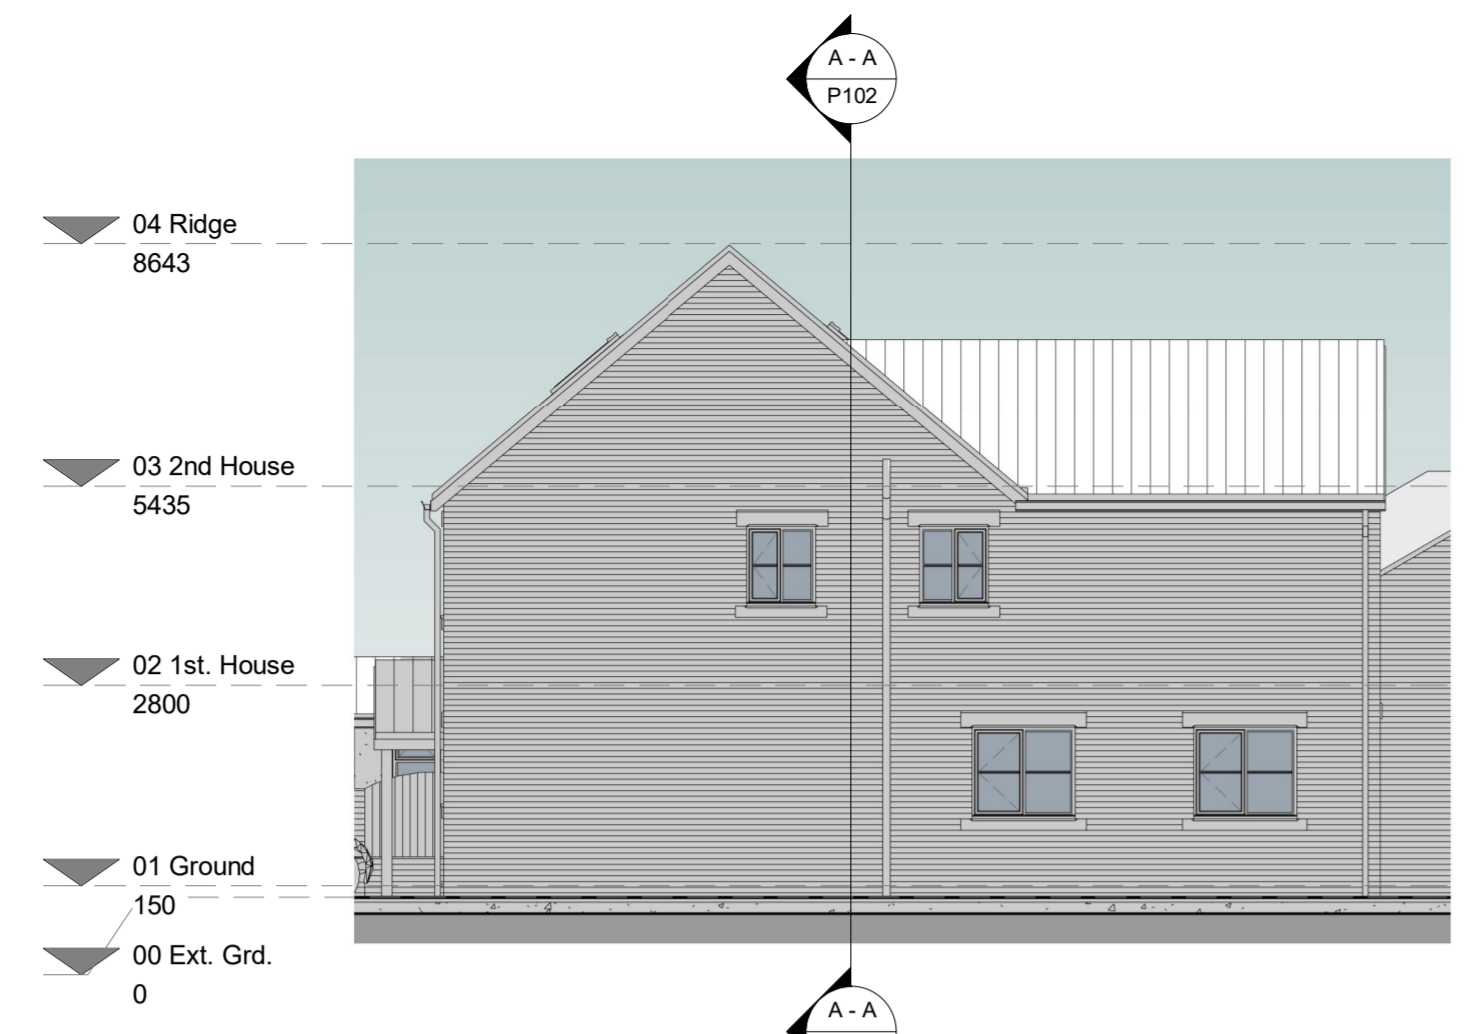 A - A
P102
04 Ridge
8643
03 2nd House
5435
02 1st. House
2800
01 Ground
150
00 Ext. Grd.
0
A - A